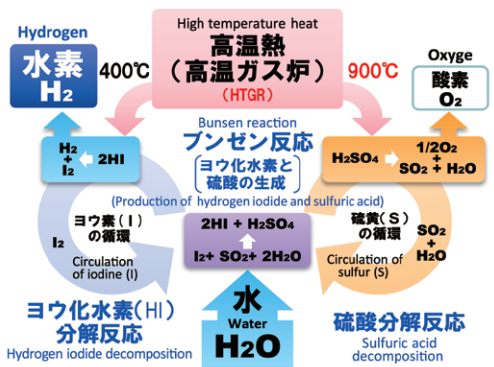 Hydrogen
水素
H2
400℃
High temperature heat
高温熱
(高温ガス炉)
(HTGR)
900℃
Oxyge
酸素
O2
H2
+
I2
2HI
Bunsen reaction
ブンゼン反応
ヨウ化水素と
硫酸の生成
(Production of hydrogen iodide and sulfuric acid)
H2SO4
1/2O2
+
SO2 + H2O
I2
ヨウ素(I)
の循環
Circulation
of iodine (I)
2HI + H2SO4
I2+ SO2+ 2H2O
硫黄(S)
の循環
Circulation of
sulfur (S)
SO2
+
H2O
ヨウ化水素(HI)
分解反応
Hydrogen iodide decomposition
水
Water
H2O
硫酸分解反応
Sulfuric acid
decomposition